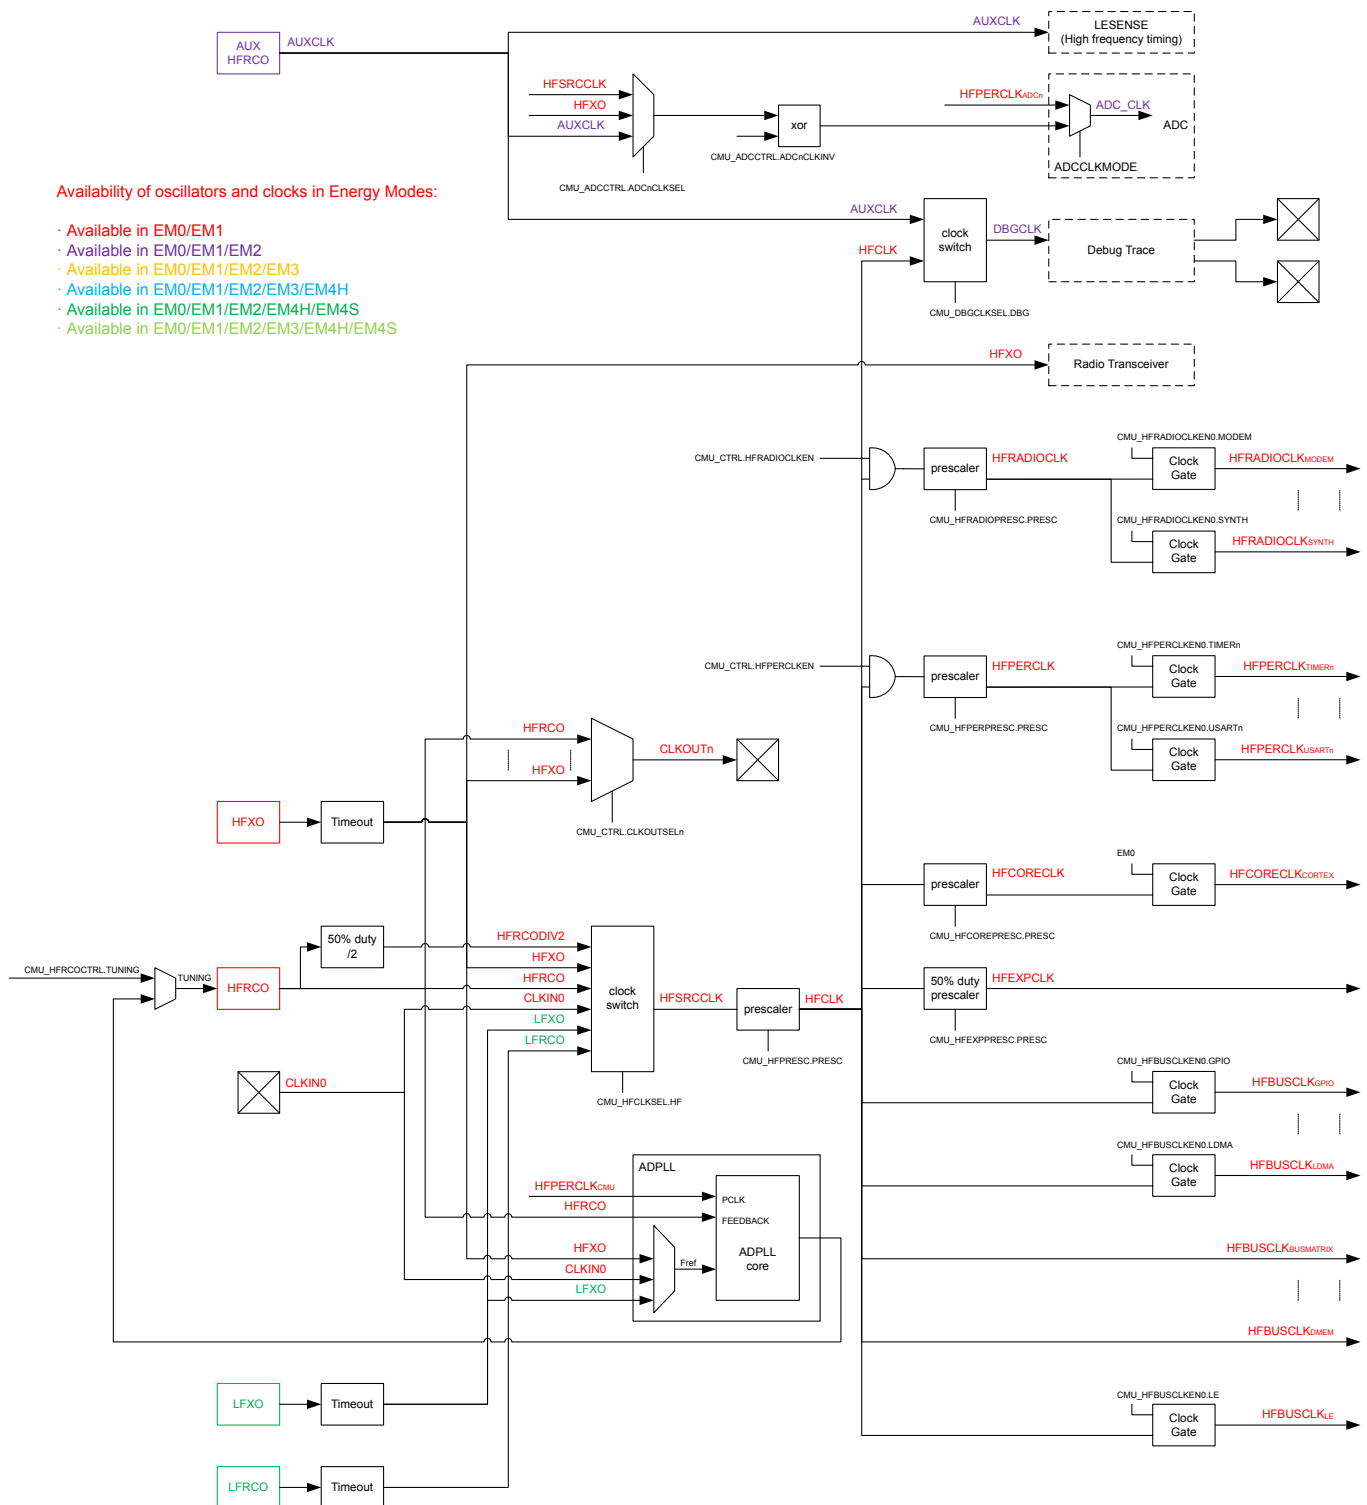 AUXCLK
LESENSE
(High frequency timing)
AUX
HFRCO
AUXCLK
HFSRCCLK
HFXO
AUXCLK
CMU_ADCCTRL.ADCnCLKSEL
xor
CMU_ADCCTRL.ADCnCLKINV
HFPERCLKADCn
ADC_CLK
ADC
ADCCLKMODE
Availability of oscillators and clocks in Energy Modes:
· Available in EM0/EM1
· Available in EM0/EM1/EM2
· Available in EM0/EM1/EM2/EM3
· Available in EM0/EM1/EM2/EM3/EM4H
· Available in EM0/EM1/EM2/EM4H/EM4S
· Available in EM0/EM1/EM2/EM3/EM4H/EM4S
AUXCLK
HFCLK
clock
switch
DBGCLK
Debug Trace
CMU_DBGCLKSEL.DBG
HFXO
Radio Transceiver
CMU_CTRL.HFRADIOCLKEN
prescaler
HFRADIOCLK
CMU_HFRADIOPRESC.PRESC
CMU_HFRADIOCLKEN0.MODEM
Clock
Gate
HFRADIOCLKMODEM
CMU_HFRADIOCLKEN0.SYNTH
Clock
Gate
HFRADIOCLKSYNTH
CMU_CTRL.HFPERCLKEN
prescaler
HFPERCLK
CMU_HFPERPRESC.PRESC
CMU_HFPERCLKEN0.TIMERn
Clock
Gate
HFPERCLKTIMERn
CMU_HFPERCLKEN0.USARTn
Clock
Gate
HFPERCLKUSARTn
HFRCO
HFXO
CLKOUTn
CMU_CTRL.CLKOUTSELn
HFXO
Timeout
prescaler
HFCORECLK
CMU_HFCOREPRESC.PRESC
EM0
Clock
Gate
HFCORECLKCORTEX
CMU_HFRCOCTRL.TUNING
TUNING
HFRCO
50% duty
/2
HFRCODIV2
HFXO
HFRCO
CLKIN0
LFXO
LFRCO
clock
switch
CMU_HFCLKSEL.HF
HFSRCCLK
prescaler
CMU_HFPRESC.PRESC
HFCLK
50% duty
prescaler
HFEXPCLK
CMU_HFEXPPRESC.PRESC
CLKIN0
CMU_HFBUSCLKEN0.GPIO
Clock
Gate
HFBUSCLKGPIO
CMU_HFBUSCLKEN0.LDMA
Clock
Gate
HFBUSCLKLDMA
ADPLL
HFPERCLKCMU
HFRCO
HFXO
CLKIN0
LFXO
Fref
PCLK
FEEDBACK
ADPLL
core
HFBUSCLKBUSMATRIX
HFBUSCLKDMEM
LFXO
Timeout
CMU_HFBUSCLKEN0.LE
Clock
Gate
HFBUSCLKLE
LFRCO
Timeout